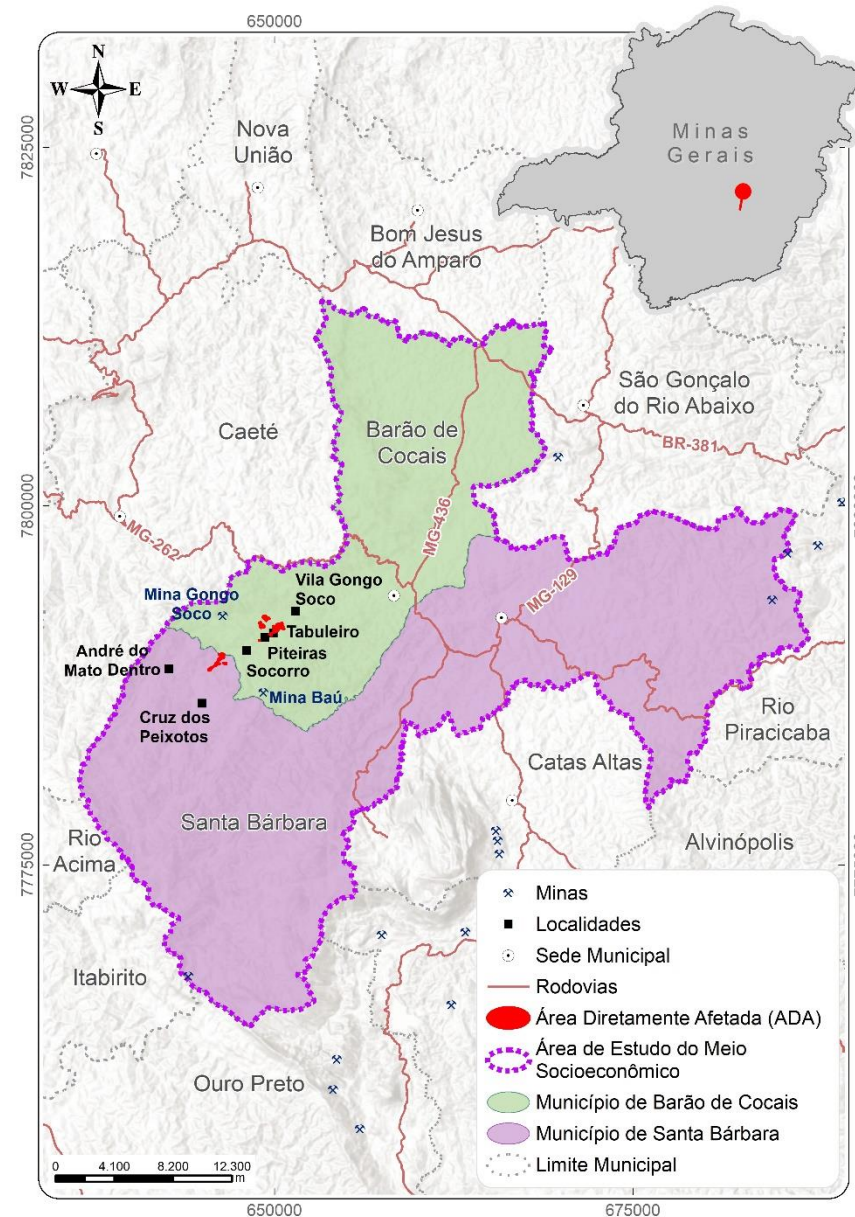 650000
N
W E
S
7825000
Nova
União
Minas
Gerais
Bom Jesus
do Amparo
São Gonçalo
do Rio Abaixo
Caeté
Barão de
Cocais
BR-381
7800000
MG-436
MG-262
MG-129
Mina Gongo
Soco
Vila Gongo
Soco
Tabuleiro
André do
Mato Dentro
Piteiras
Socorro
Mina Baú
Cruz dos
Peixotos
Rio
Piracicaba
Catas Altas
Santa Bárbara
Rio
Acima
Alvinópolis
7775000
Itabirito
Ouro Preto
Minas
Localidades
Sede Municipal
Rodovias
Área Diretamente Afetada (ADA)
Área de Estudo do Meio
Socioeconômico
Município de Barão de Cocais
Município de Santa Bárbara
Limite Municipal
0 4.100 8.200 12.300
m
650000
675000